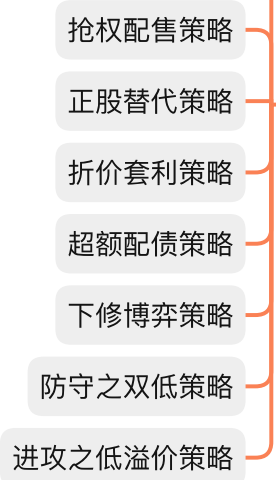 抢权配售策略
正股替代策略
折价套利策略
超额配债策略
下修博弈策略
防守之双低策略
进攻之低溢价策略